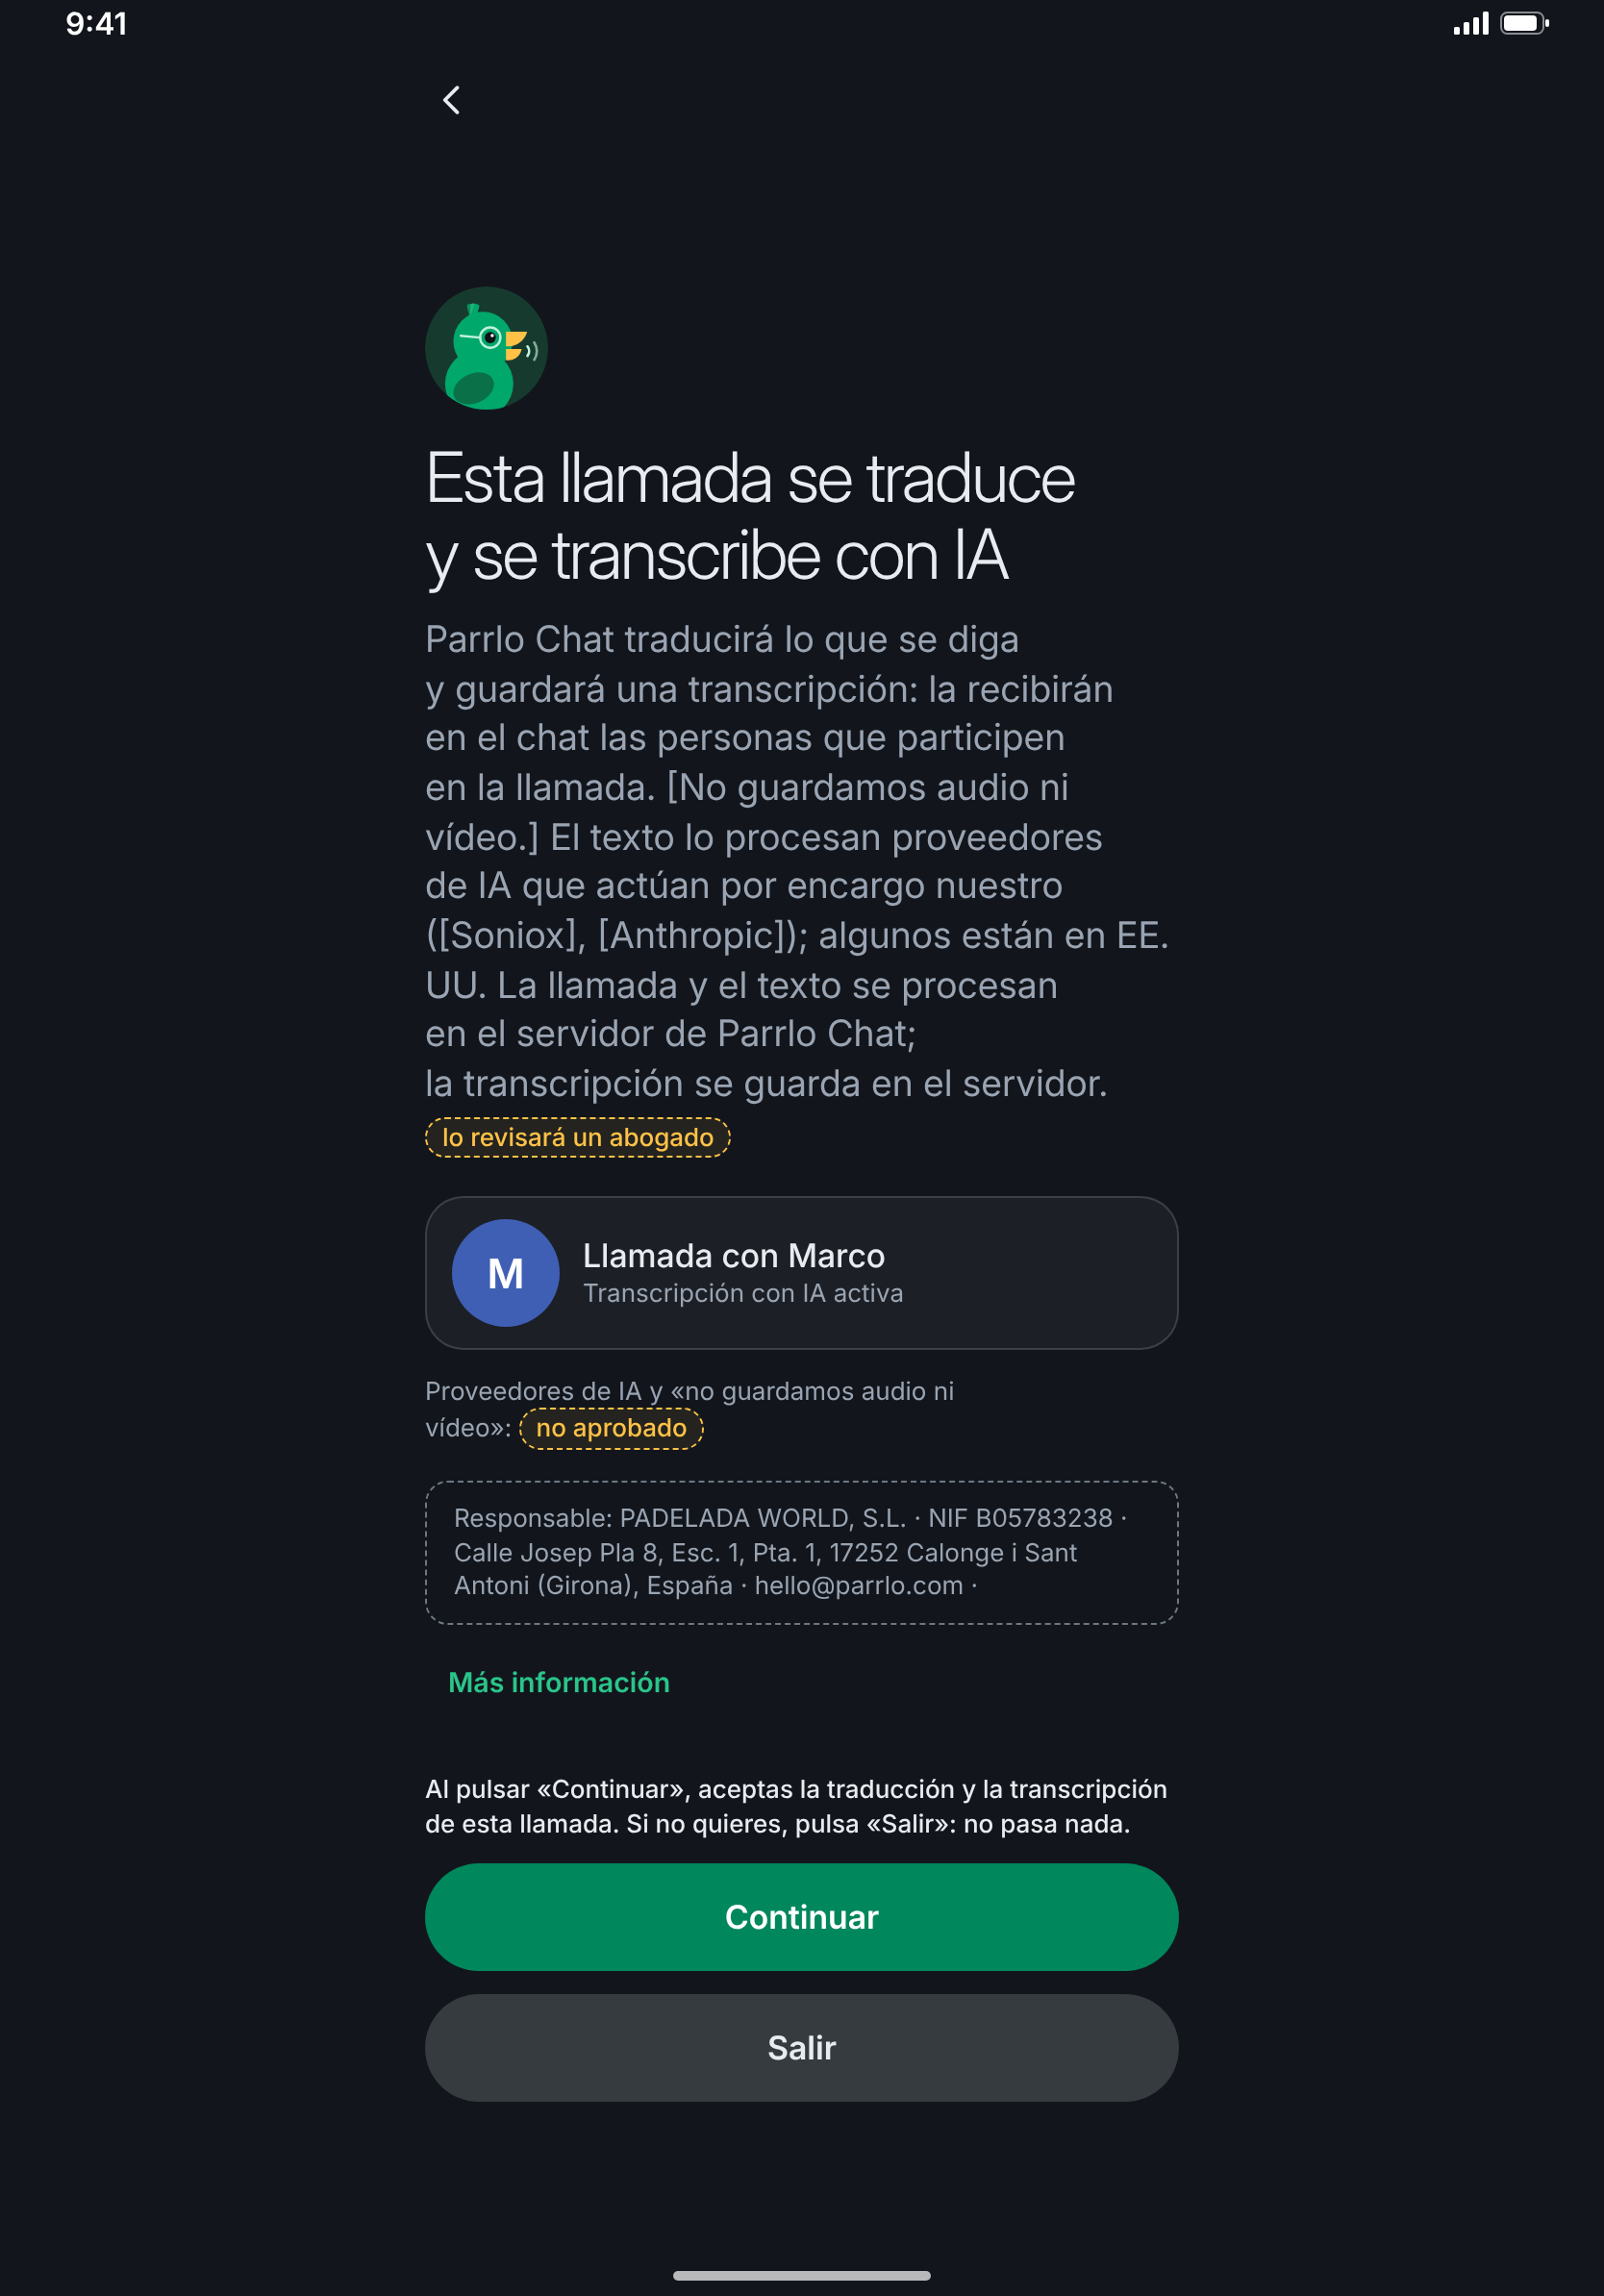 9:41
Esta llamada se traduce
y se transcribe con IA
Parrlo Chat traducirá lo que se diga
y guardará una transcripción: la recibirán
en el chat las personas que participen
en la llamada. [No guardamos audio ni
vídeo.] El texto lo procesan proveedores
de IA que actúan por encargo nuestro
([Soniox], [Anthropic]); algunos están en EE.
UU. La llamada y el texto se procesan
en el servidor de Parrlo Chat;
la transcripción se guarda en el servidor.
lo revisará un abogado
M
Llamada con Marco
Transcripción con IA activa
Proveedores de IA y «no guardamos audio ni
vídeo»: no aprobado
Responsable: PADELADA WORLD, S.L. · NIF B05783238 ·
Calle Josep Pla 8, Esc. 1, Pta. 1, 17252 Calonge i Sant
Antoni (Girona), España · hello@parrlo.com ·
Más información
Al pulsar «Continuar», aceptas la traducción y la transcripción
de esta llamada. Si no quieres, pulsa «Salir»: no pasa nada.
Continuar
Salir